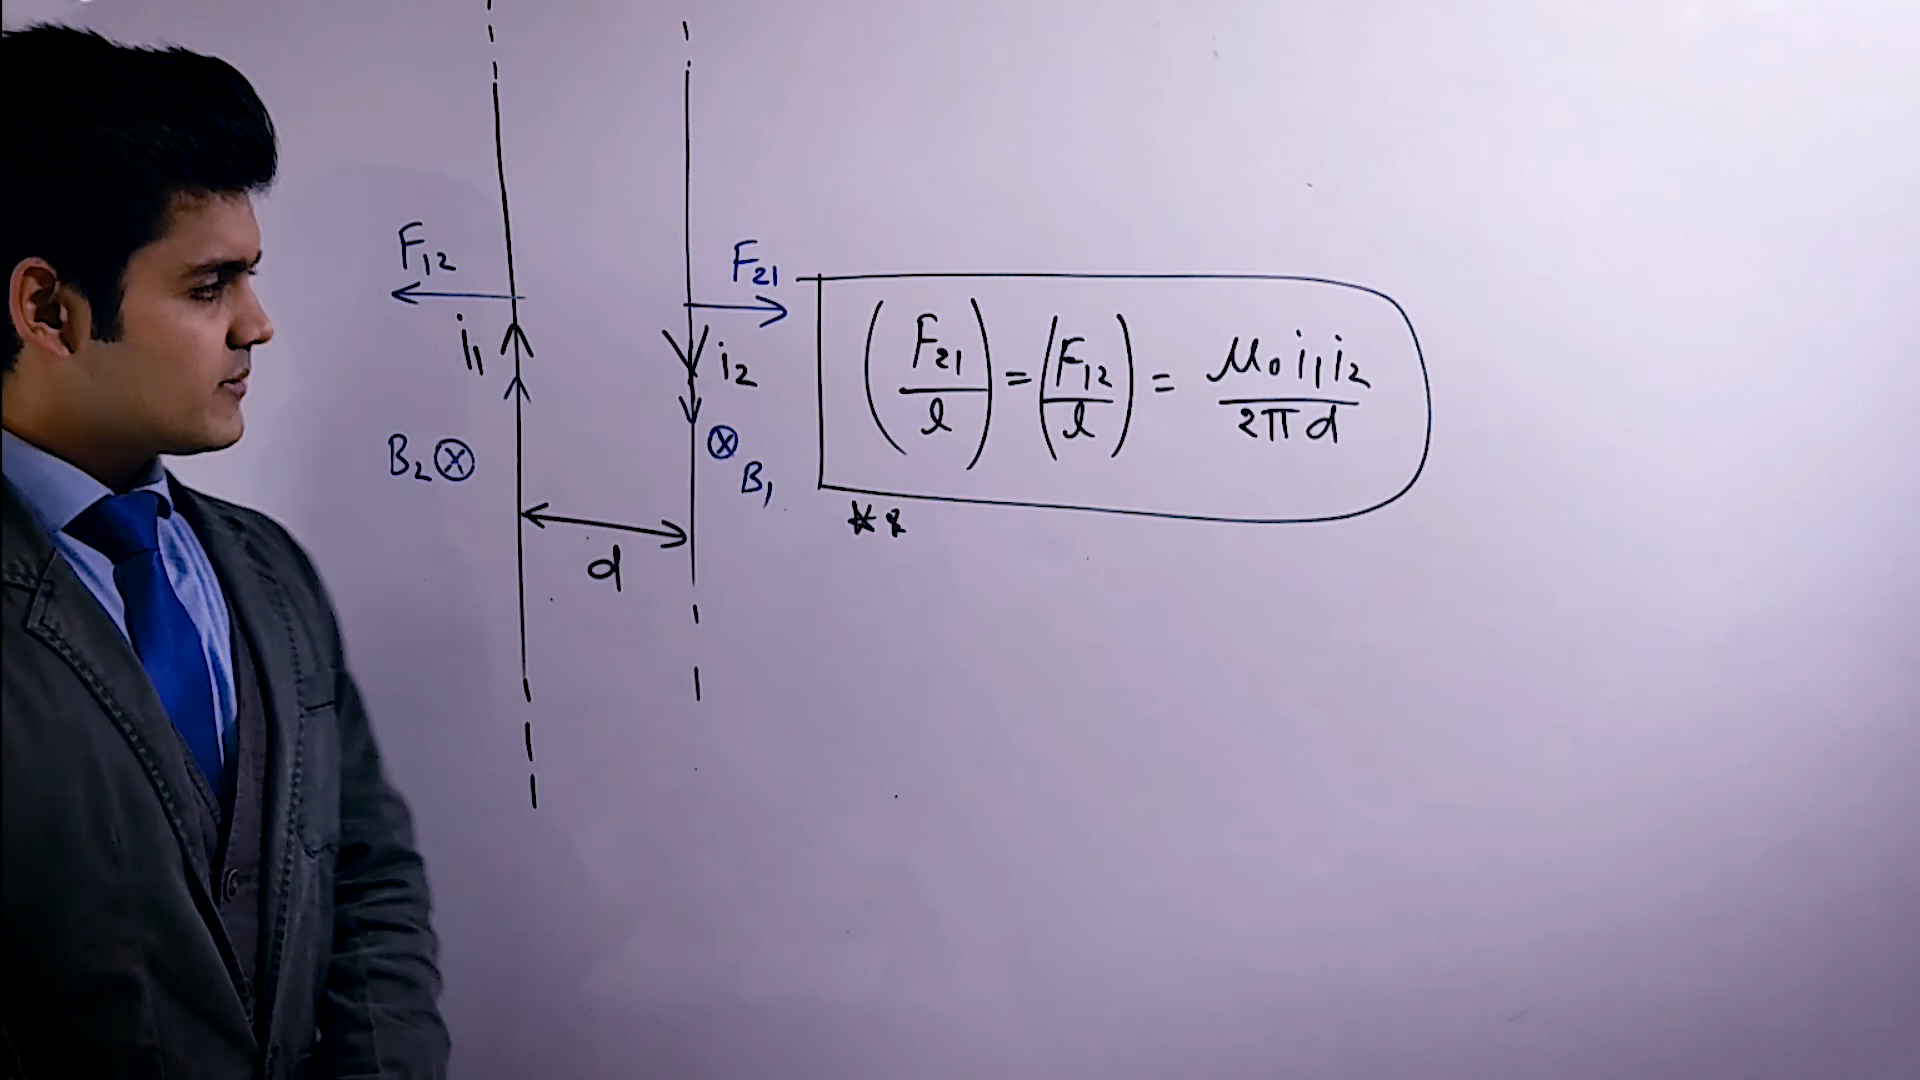 F₁₂
F₂₁
i₁
i₂
B₂ ⊗
⊗ B₁
d
(F₂₁/l) = (F₁₂/l) = μ₀ i₁ i₂ / 2π d